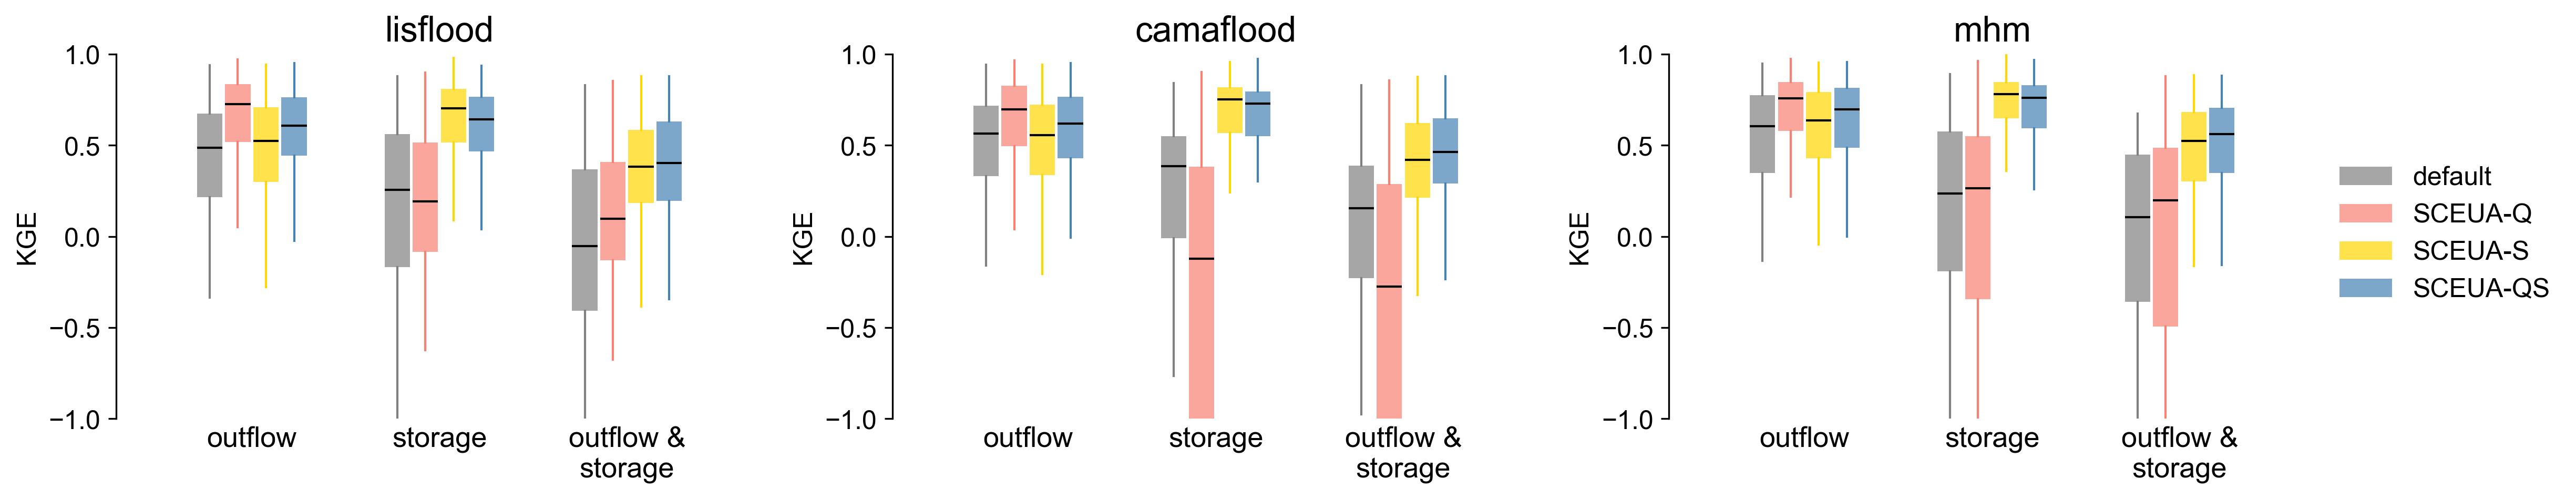 lisflood
KGE
1.0
0.5
0.0
−0.5
−1.0
outflow
storage
outflow &
storage
camaflood
KGE
1.0
0.5
0.0
−0.5
−1.0
outflow
storage
outflow &
storage
mhm
KGE
1.0
0.5
0.0
−0.5
−1.0
outflow
storage
outflow &
storage
default
SCEUA-Q
SCEUA-S
SCEUA-QS